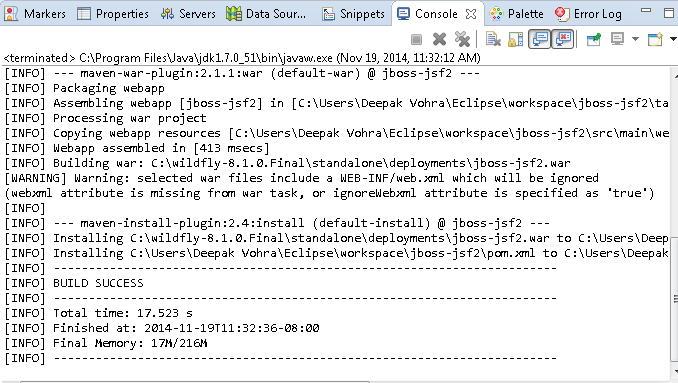 Markers Properties Servers Data Sour... Snippets Console Palette Error Log
<terminated> C:\Program Files\Java\jdk1.7.0_51\bin\javaw.exe (Nov 19, 2014, 11:32:12 AM)
[INFO] --- maven-war-plugin:2.1.1:war (default-war) @ jboss-jsf2 ---
[INFO] Packaging webapp
[INFO] Assembling webapp [jboss-jsf2] in [C:\Users\Deepak Vohra\Eclipse\workspace\jboss-jsf2\ta
[INFO] Processing war project
[INFO] Copying webapp resources [C:\Users\Deepak Vohra\Eclipse\workspace\jboss-jsf2\src\main\we
[INFO] Webapp assembled in [413 msecs]
[INFO] Building war: C:\wildfly-8.1.0.Final\standalone\deployments\jboss-jsf2.war
[WARNING] Warning: selected war files include a WEB-INF/web.xml which will be ignored
(webxml attribute is missing from war task, or ignoreWebxml attribute is specified as 'true')
[INFO]
[INFO] --- maven-install-plugin:2.4:install (default-install) @ jboss-jsf2 ---
[INFO] Installing C:\wildfly-8.1.0.Final\standalone\deployments\jboss-jsf2.war to C:\Users\Deep
[INFO] Installing C:\Users\Deepak Vohra\Eclipse\workspace\jboss-jsf2\pom.xml to C:\Users\Deepak
[INFO] ------------------------------------------------------------------------
[INFO] BUILD SUCCESS
[INFO] ------------------------------------------------------------------------
[INFO] Total time: 17.523 s
[INFO] Finished at: 2014-11-19T11:32:36-08:00
[INFO] Final Memory: 17M/216M
[INFO] ------------------------------------------------------------------------